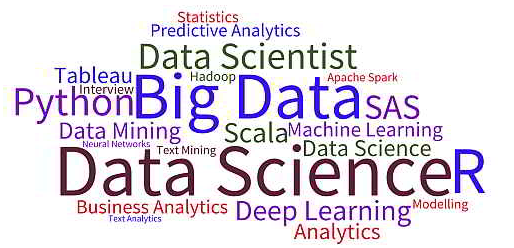 Statistics
Predictive Analytics
Data Scientist
Tableau
Hadoop
Apache Spark
Interview
Python
Big Data
SAS
Data Mining
Scala
Machine Learning
Neural Networks
Text Mining
Data Science
Data Science
R
Business Analytics
Deep Learning
Modelling
Text Analytics
Analytics